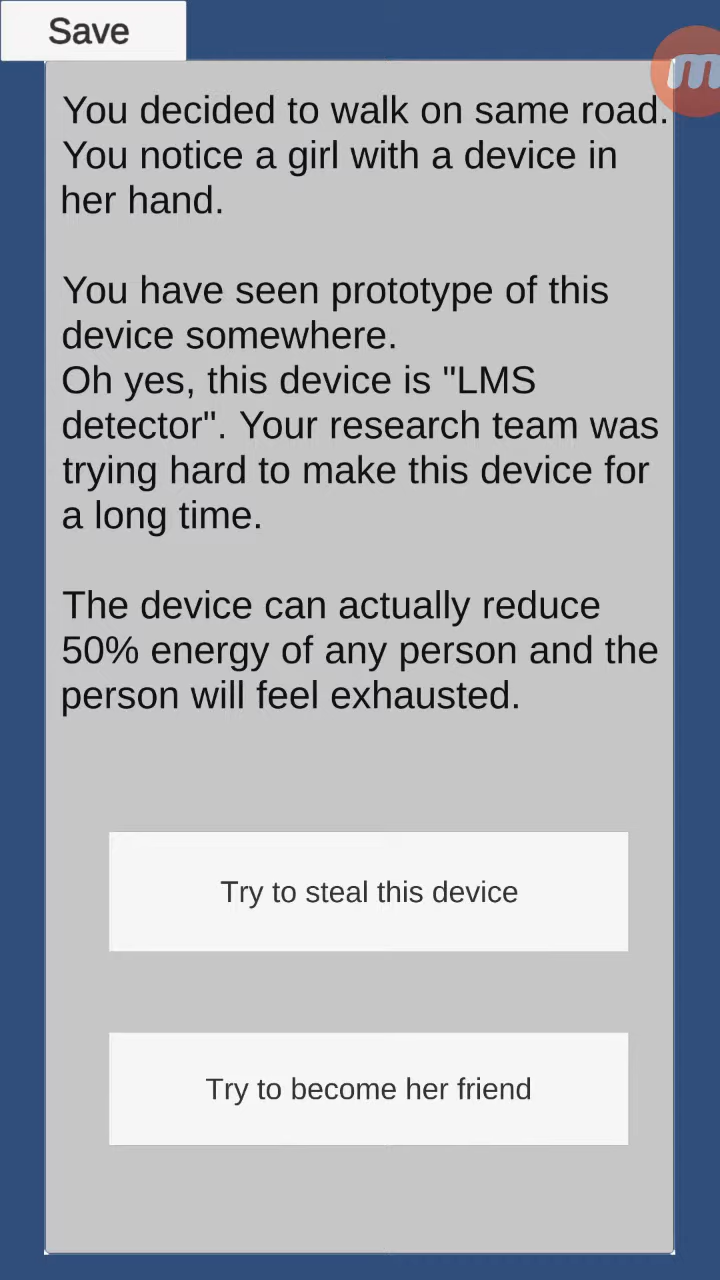 Save
You decided to walk on same road.
You notice a girl with a device in
her hand.
You have seen prototype of this
device somewhere.
Oh yes, this device is "LMS
detector". Your research team was
trying hard to make this device for
a long time.
The device can actually reduce
50% energy of any person and the
person will feel exhausted.
Try to steal this device
Try to become her friend